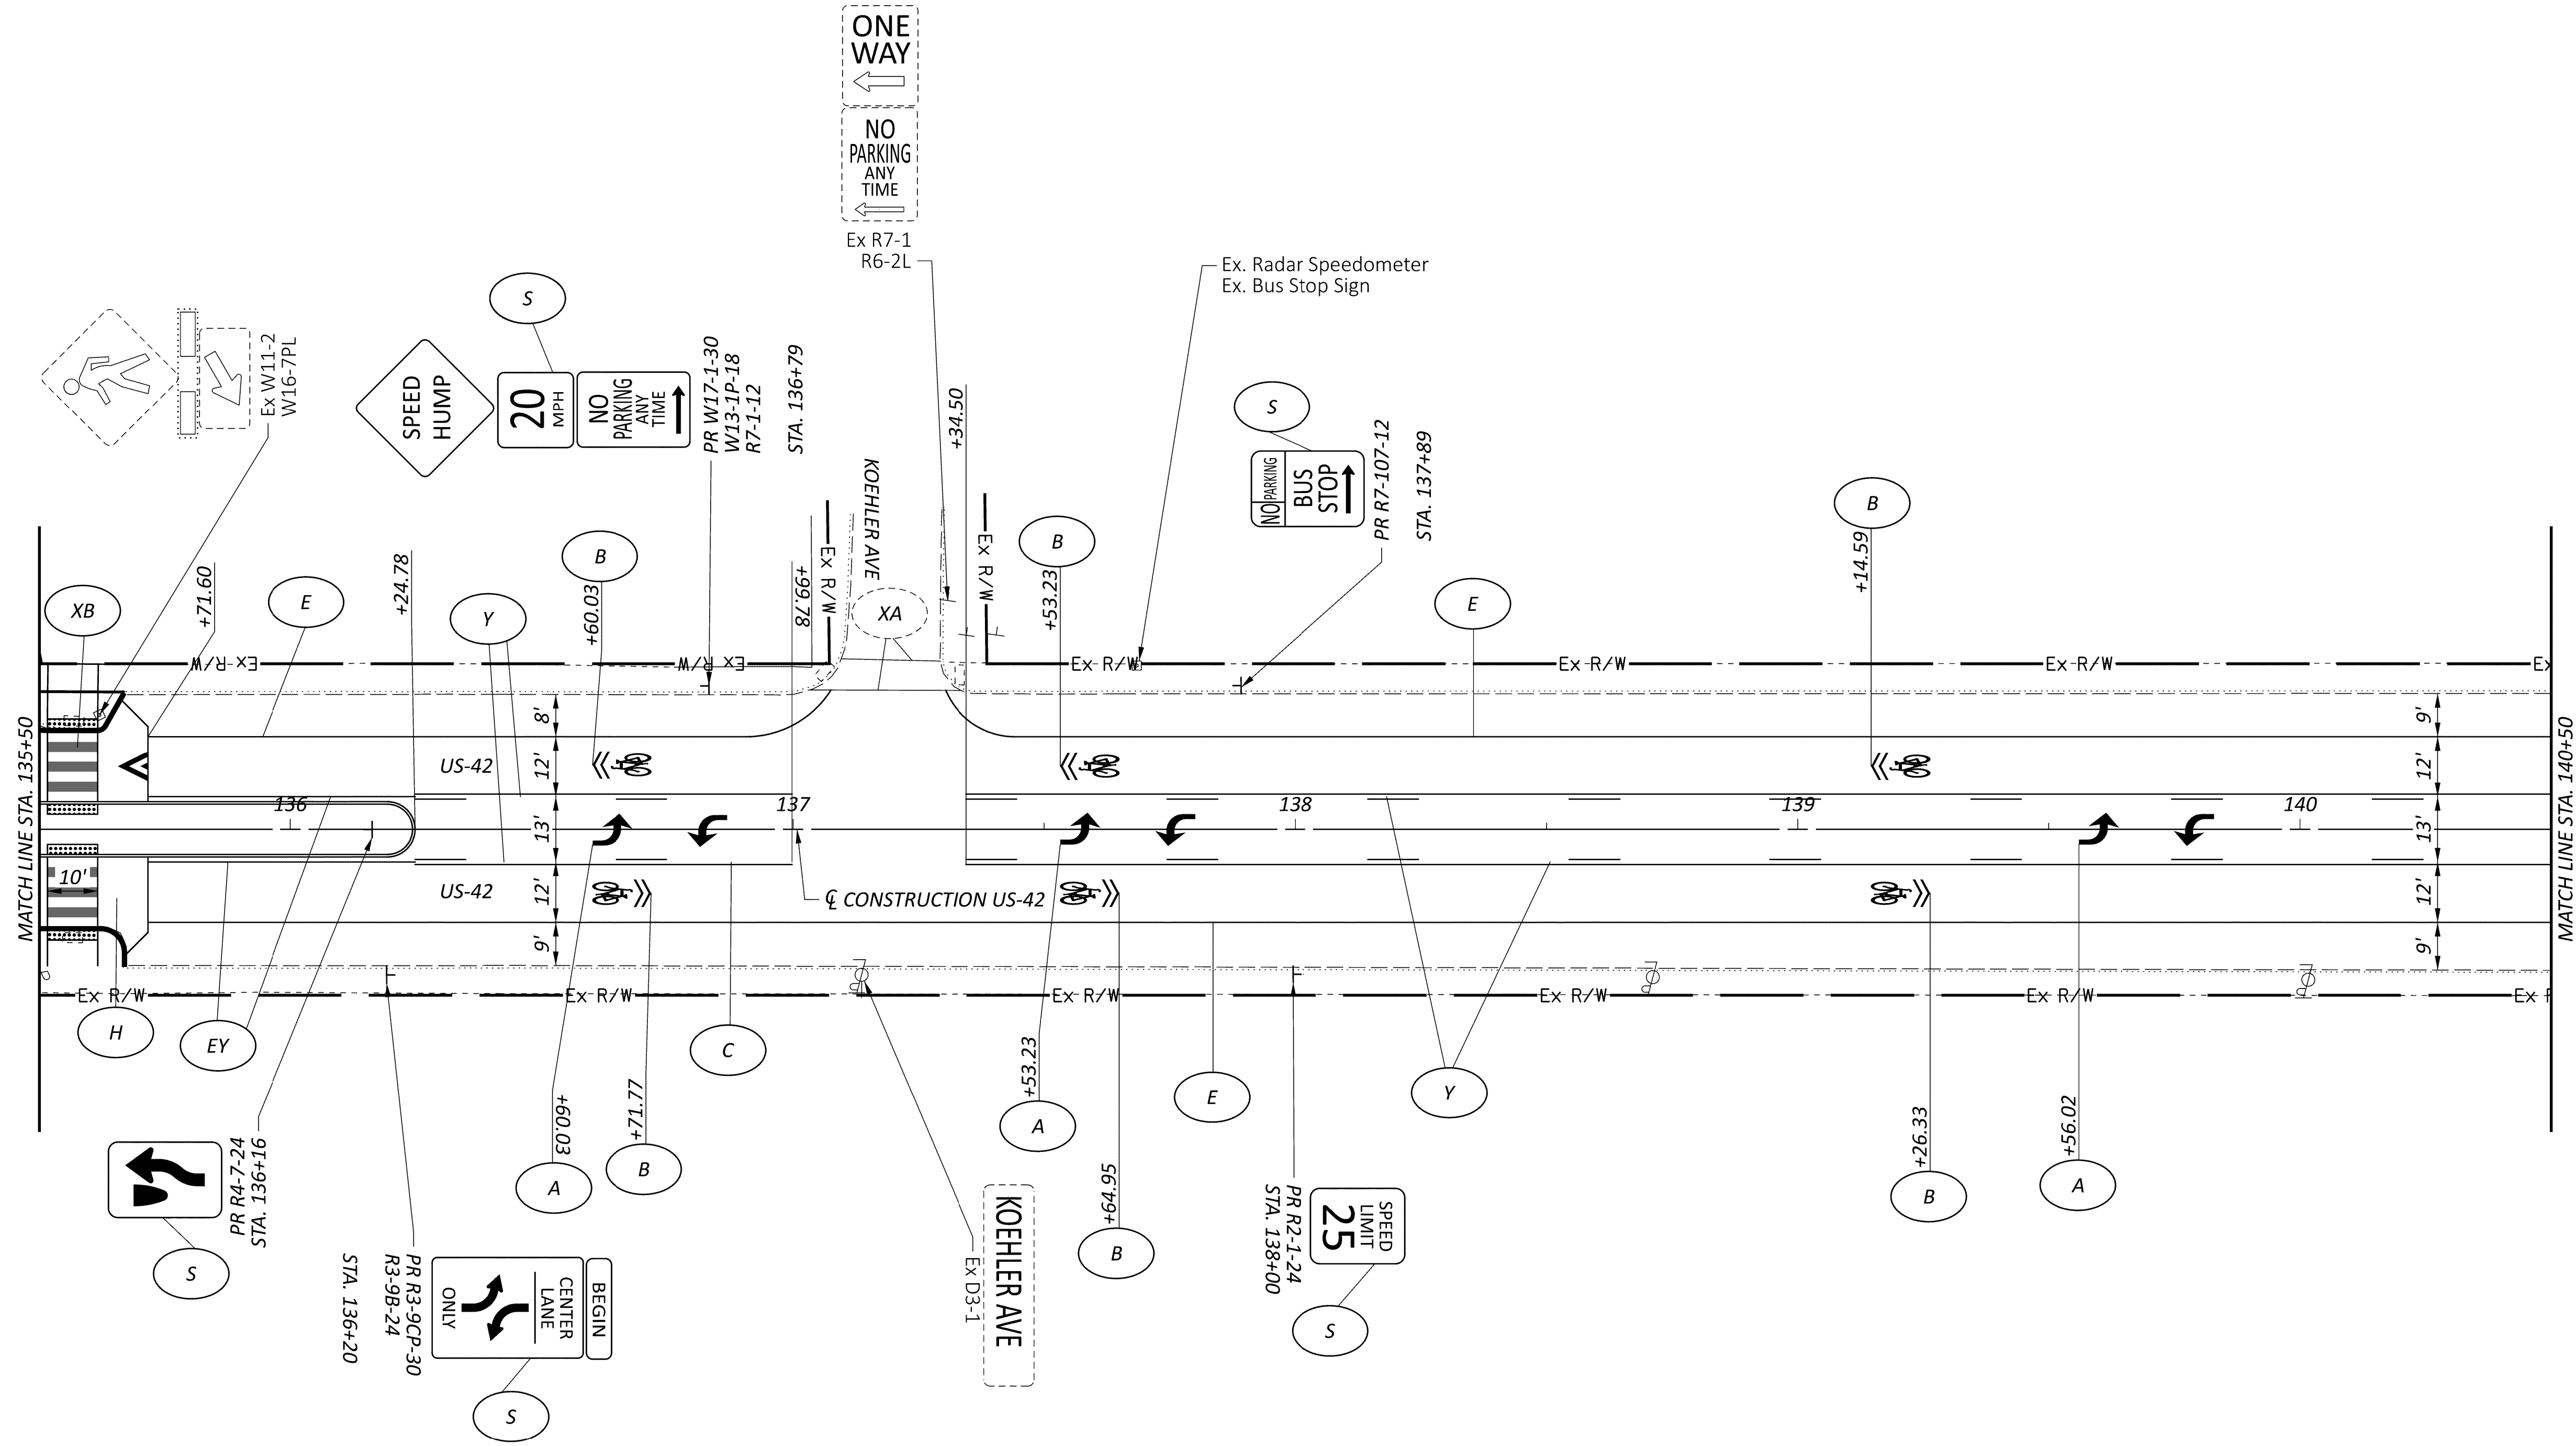 ONE
WAY
NO
PARKING
ANY
TIME
Ex R7-1
R6-2L
Ex. Radar Speedometer
Ex. Bus Stop Sign
S
Ex W11-2
W16-7PL
SPEED
HUMP
20
MPH
NO
PARKING
ANY
TIME
PR W17-1-30
W13-1P-18
R7-1-12
STA. 136+79
+34.50
S
NO PARKING
BUS
STOP
PR R7-107-12
STA. 137+89
KOEHLER AVE
B
B
B
+71.60
+24.78
+60.03
+99.78
+53.23
+14.59
XB
E
Y
XA
E
Ex R/W
Ex R/W
Ex R/W
Ex R/W
Ex R/W
Ex R/W
Ex R/W
Ex
MATCH LINE STA. 135+50
8'
9'
US-42
12'
12'
136
137
138
139
140
13'
13'
10'
US-42
12'
12'
℄ CONSTRUCTION US-42
9'
9'
MATCH LINE STA. 140+50
Ex R/W
Ex R/W
Ex R/W
Ex R/W
Ex R/W
Ex R
H
EY
C
+53.23
E
Y
+60.03
+71.77
A
+26.33
+56.02
PR R4-7-24
STA. 136+16
A
B
+64.95
B
A
S
PR R3-9CP-30
R3-9B-24
STA. 136+20
BEGIN
CENTER
LANE
ONLY
Ex D3-1
KOEHLER AVE
B
PR R2-1-24
STA. 138+00
SPEED
LIMIT
25
S
S